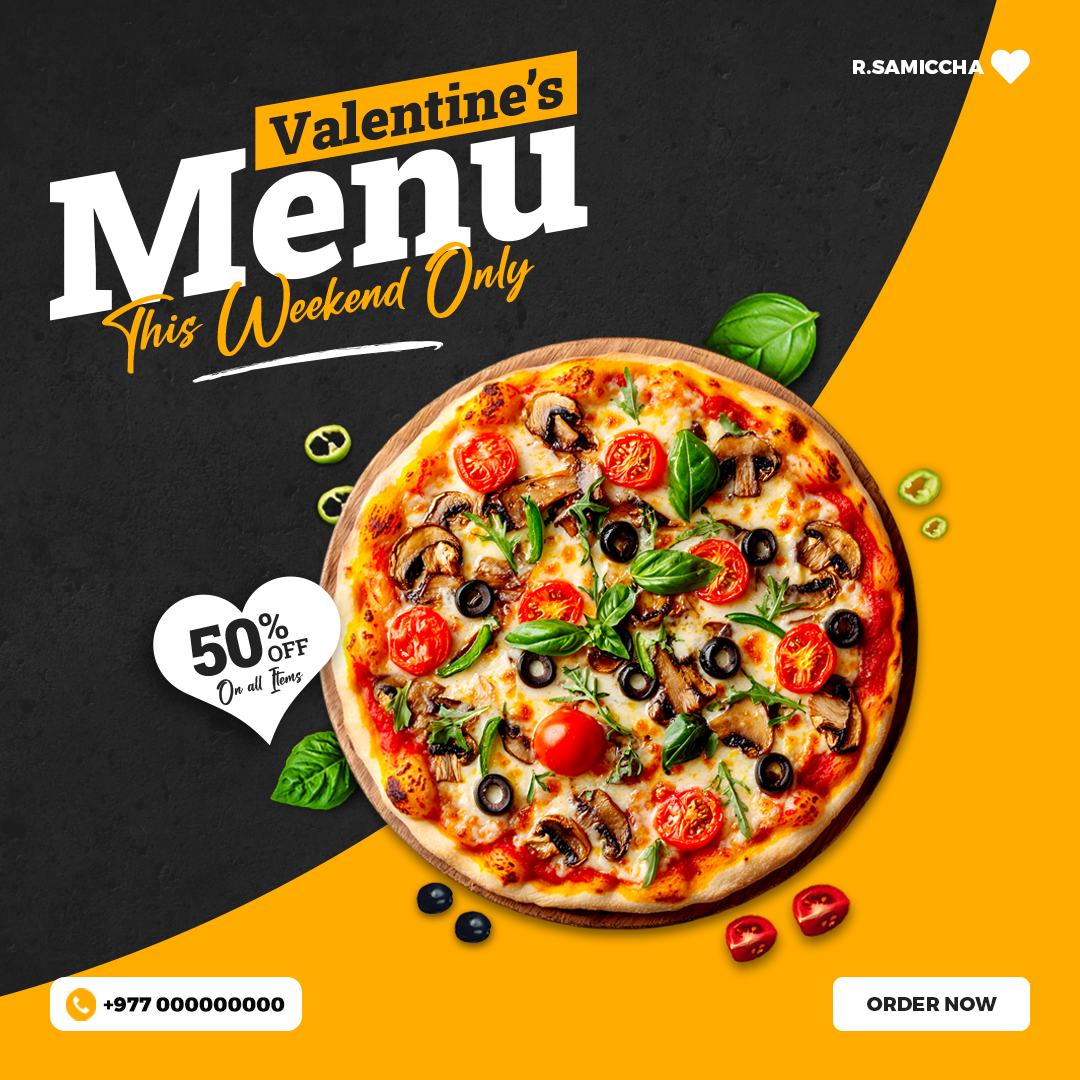 R.SAMICCHA
Valentine's
Menu
This Weekend Only
50%
OFF
On all Items
+977 000000000
ORDER NOW